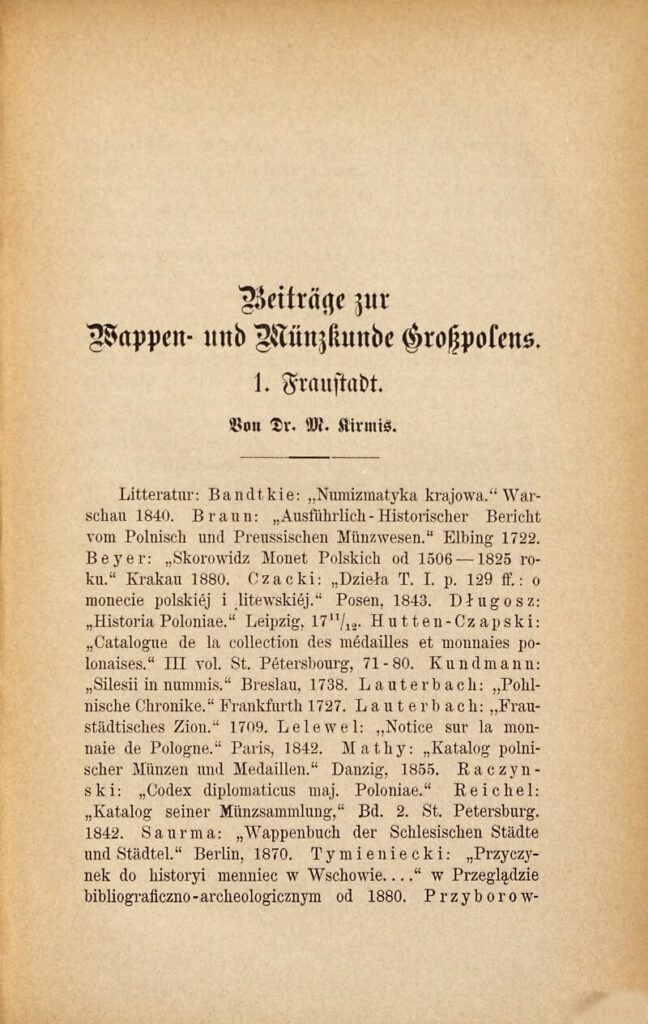 Beiträge zur
Wappen- und Münzkunde Großpolens.
1. Fraustadt.
Von Dr. M. Kirmis.
Litteratur: Bandtkie: „Numizmatyka krajowa.“ War-
schau 1840. Braun: „Ausführlich-Historischer Bericht
vom Polnisch und Preussischen Münzwesen.“ Elbing 1722.
Beyer: „Skorowidz Monet Polskich od 1506—1825 ro-
ku.“ Krakau 1880. Czacki: „Dzieła T. I. p. 129 ff.: o
monecie polskiéj i litewskiéj.“ Posen, 1843. Długosz:
„Historia Poloniae.“ Leipzig, 17¹¹/₁₂. Hutten-Czapski:
„Catalogue de la collection des médailles et monnaies po-
lonaises.“ III vol. St. Pétersbourg, 71-80. Kundmann:
„Silesii in nummis.“ Breslau, 1738. Lauterbach: „Pohl-
nische Chronike.“ Frankfurth 1727. Lauterbach: „Frau-
städtisches Zion.“ 1709. Lelewel: „Notice sur la mon-
naie de Pologne.“ Paris, 1842. Mathy: „Katalog polni-
scher Münzen und Medaillen.“ Danzig, 1855. Raczyn-
ski: „Codex diplomaticus maj. Poloniae.“ Reichel:
„Katalog seiner Münzsammlung,“ Bd. 2. St. Petersburg.
1842. Saurma: „Wappenbuch der Schlesischen Städte
und Städtel.“ Berlin, 1870. Tymieniecki: „Przyczy-
nek do historyi menniec w Wschowie....“ w Przeglądzie
bibliograficzno-archeologicznym od 1880. Przyborow-